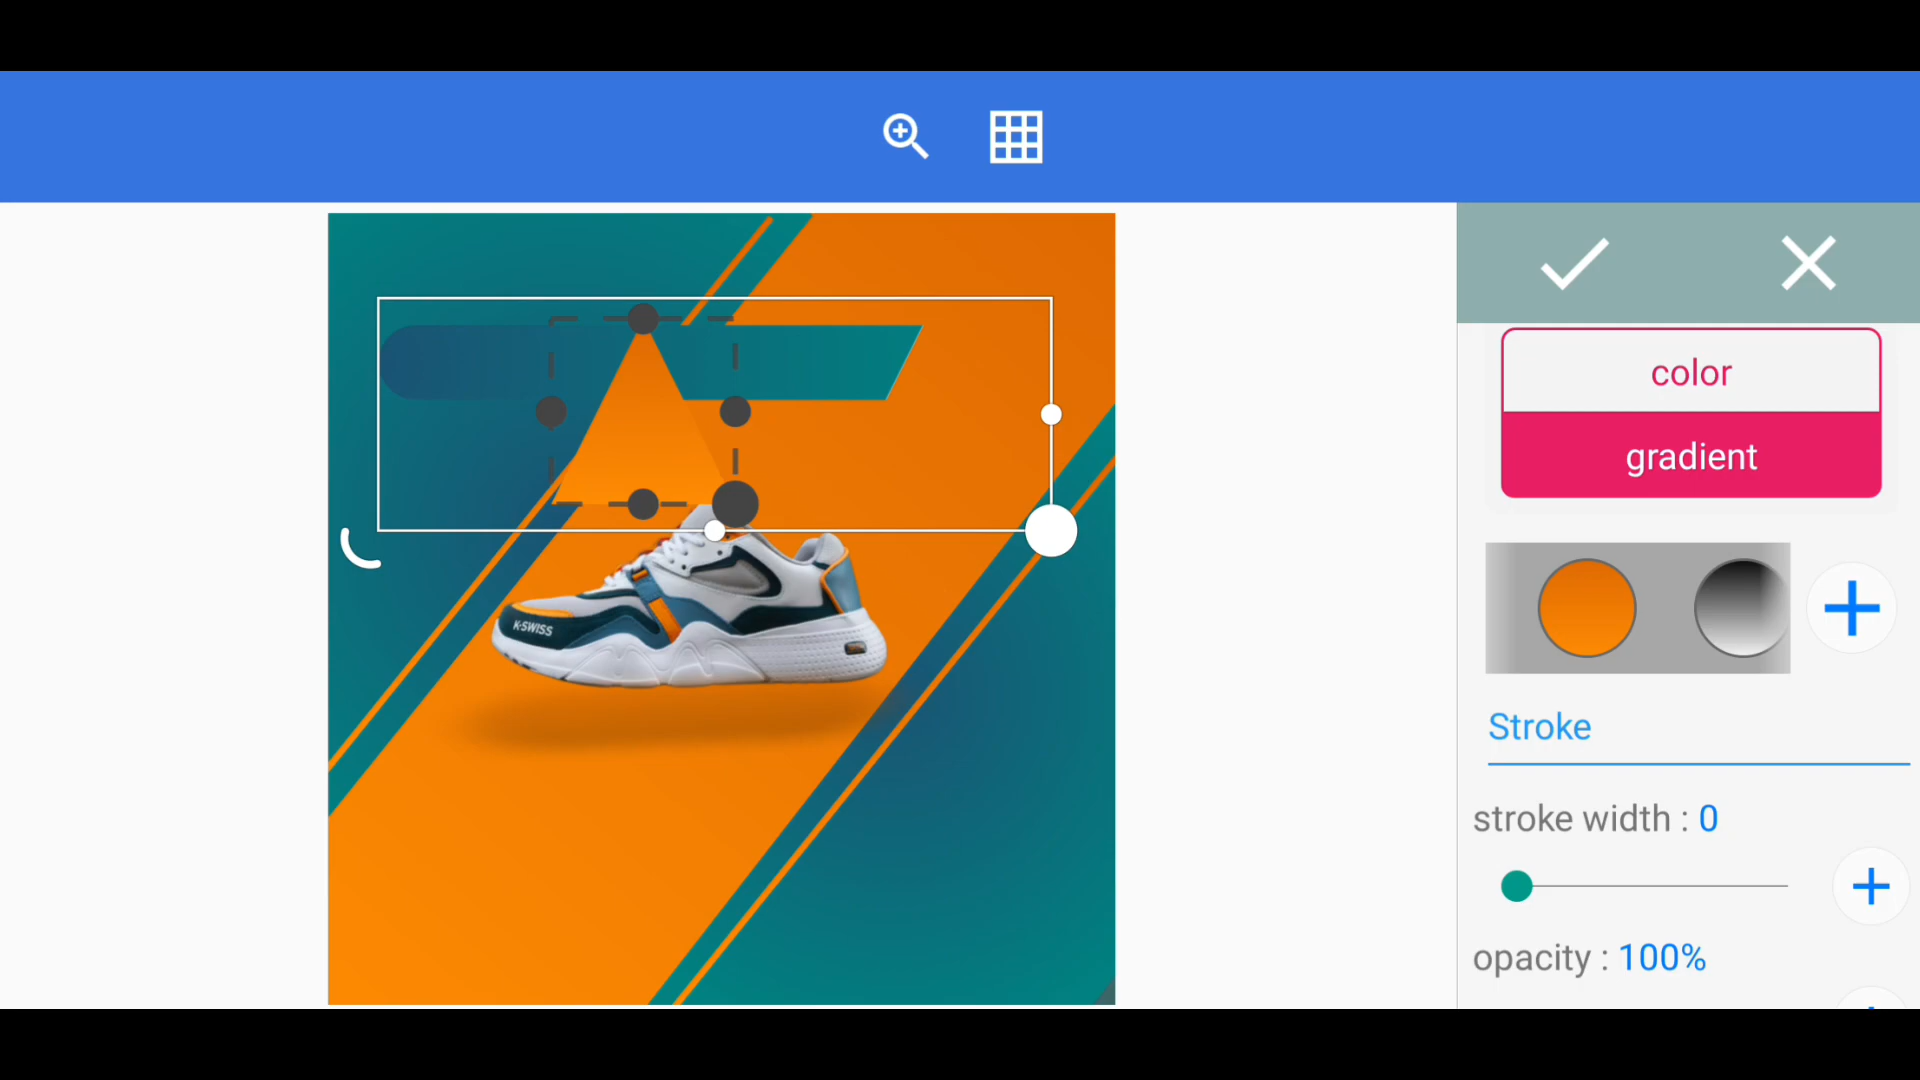 color
gradient
K·SWISS
Stroke
stroke width : 0
opacity : 100%